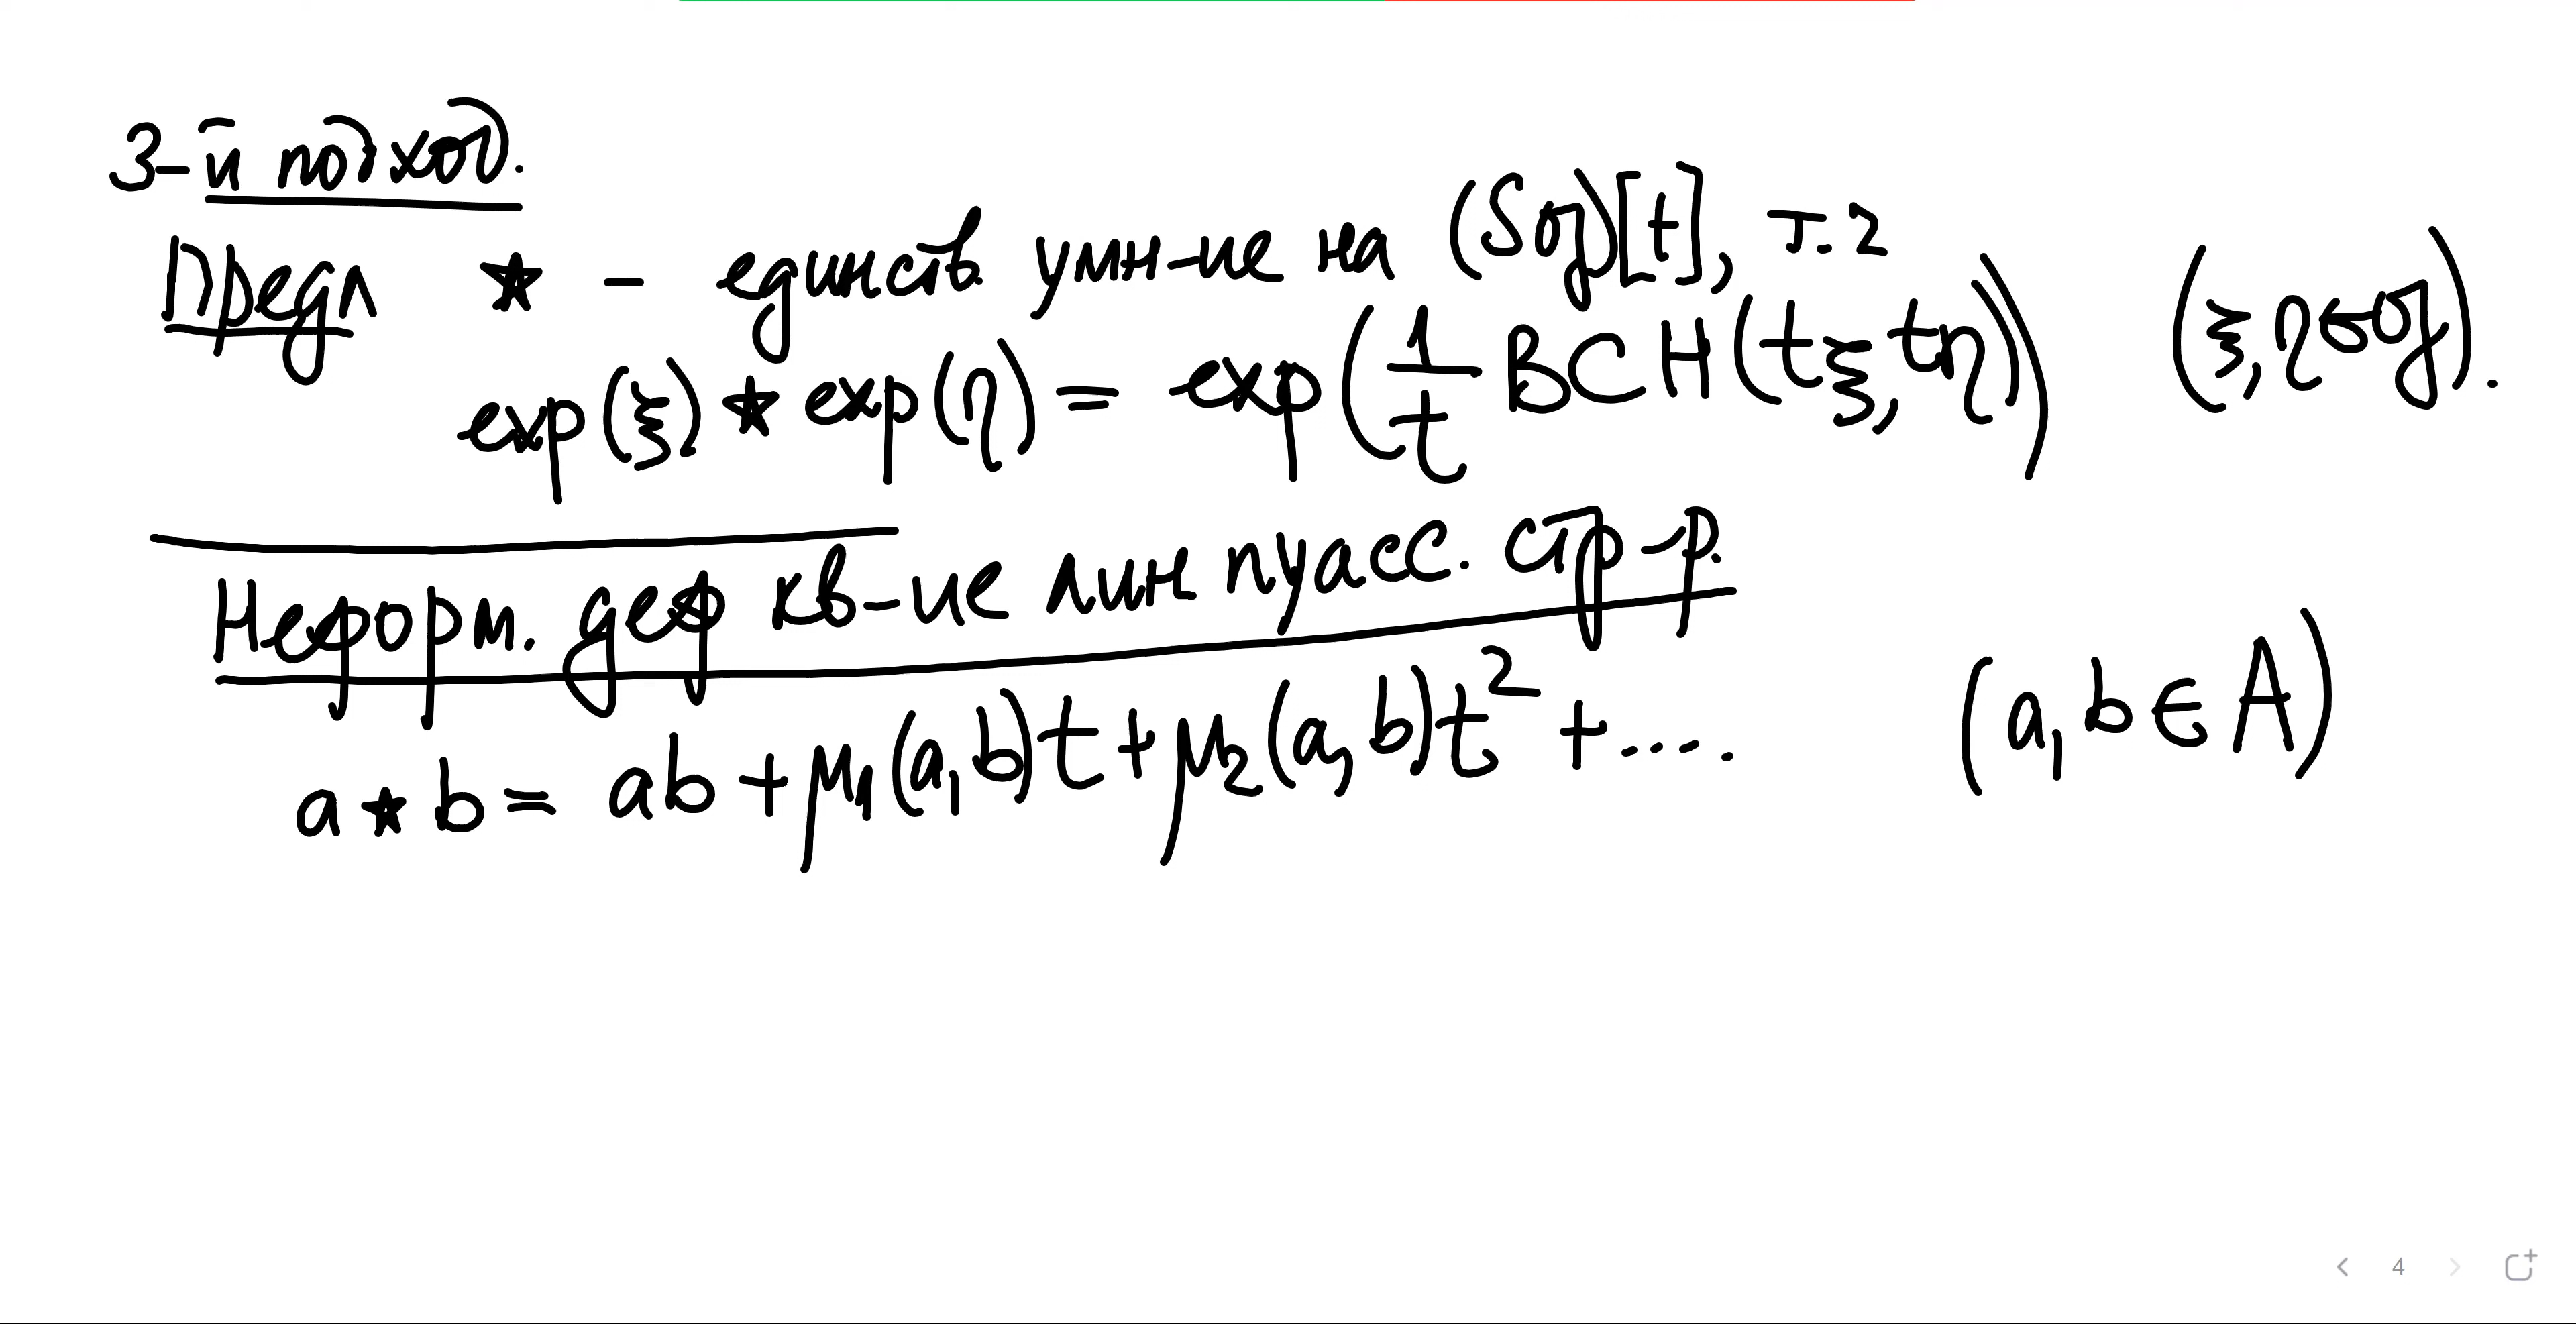 3-й подход.
Предл ★ - единств. умн-ие на (S𝔤)[t], т.ч
exp(ξ) ★ exp(η) = exp(1/t BCH(tξ, tη)) (ξ, η ∈ 𝔤).
Неформ. деф кв-ие лин пуасс. стр-р.
a ★ b = ab + μ₁(a, b)t + μ₂(a, b)t² + .... (a, b ∈ A)
4